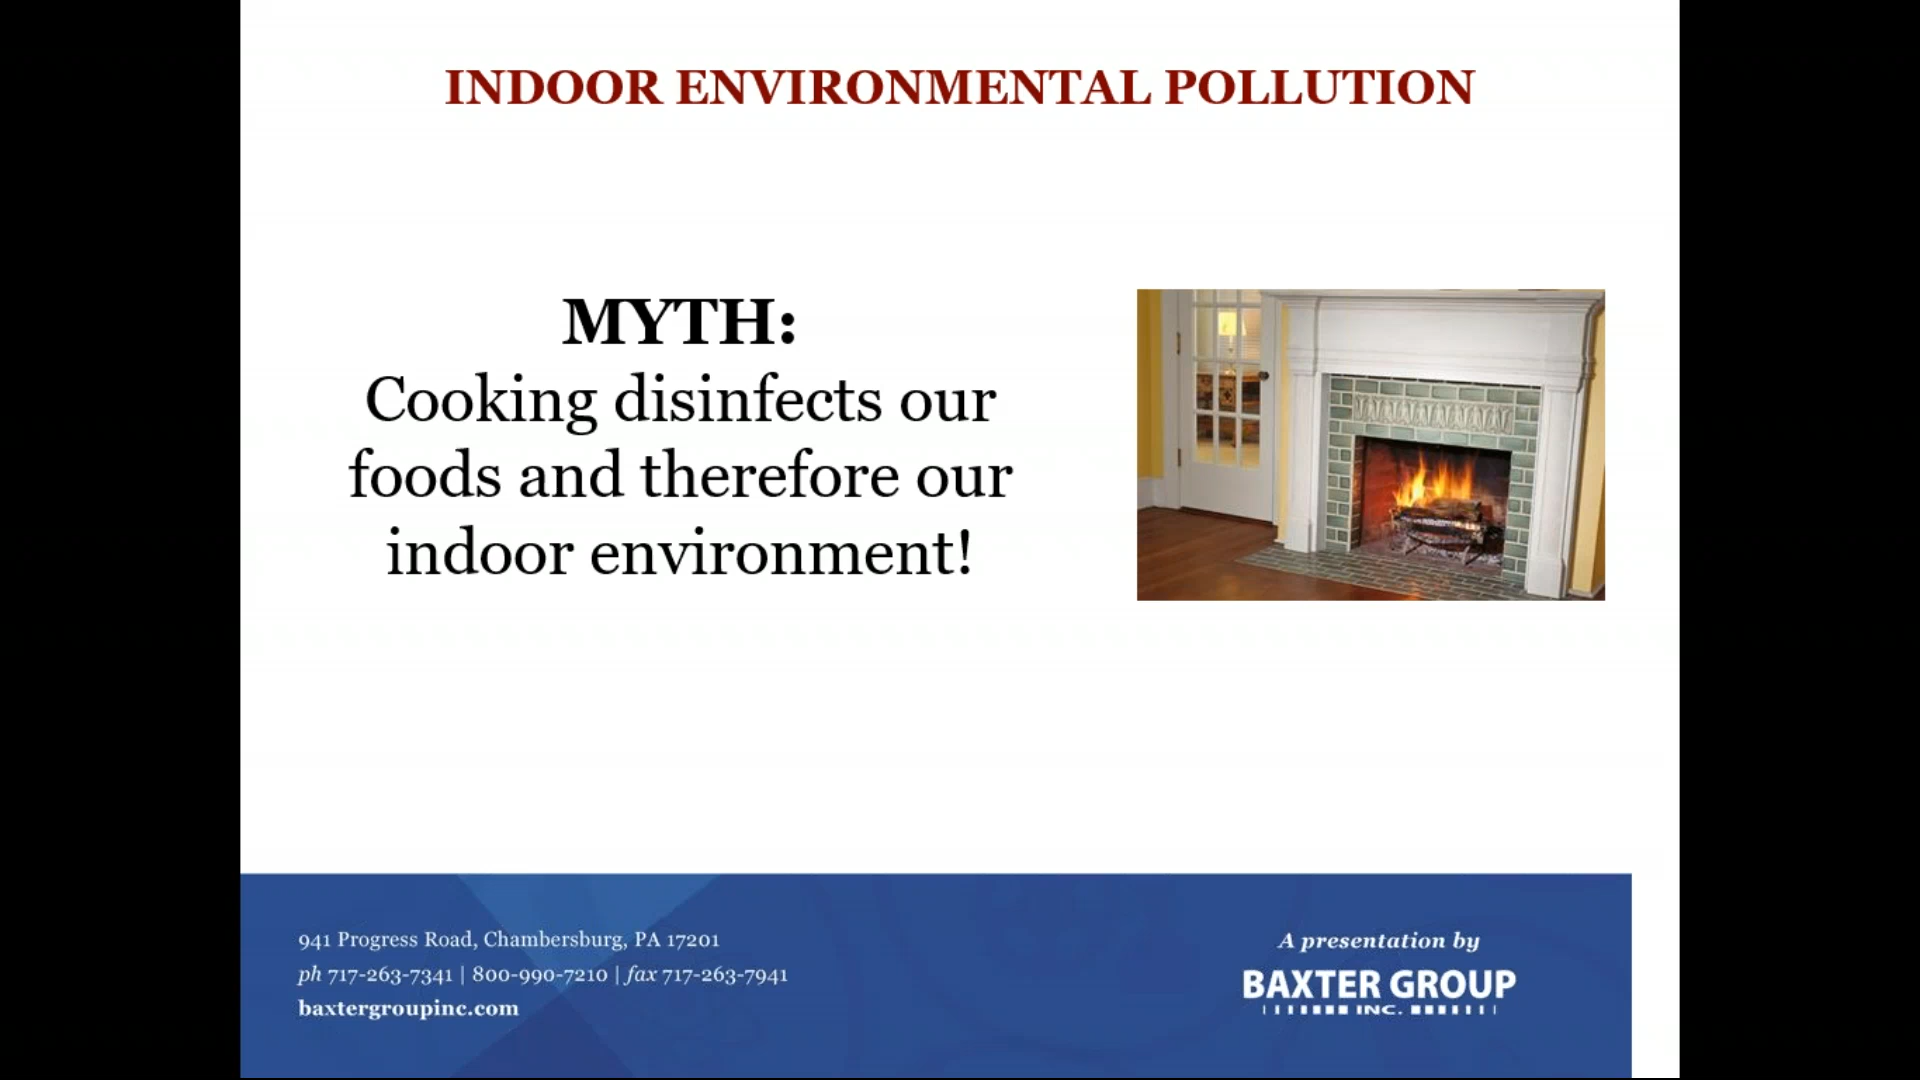 INDOOR ENVIRONMENTAL POLLUTION
MYTH:
Cooking disinfects our
foods and therefore our
indoor environment!
941 Progress Road, Chambersburg, PA 17201
ph 717-263-7341 | 800-990-7210 | fax 717-263-7941
baxtergroupinc.com
A presentation by
BAXTER GROUP
INC.